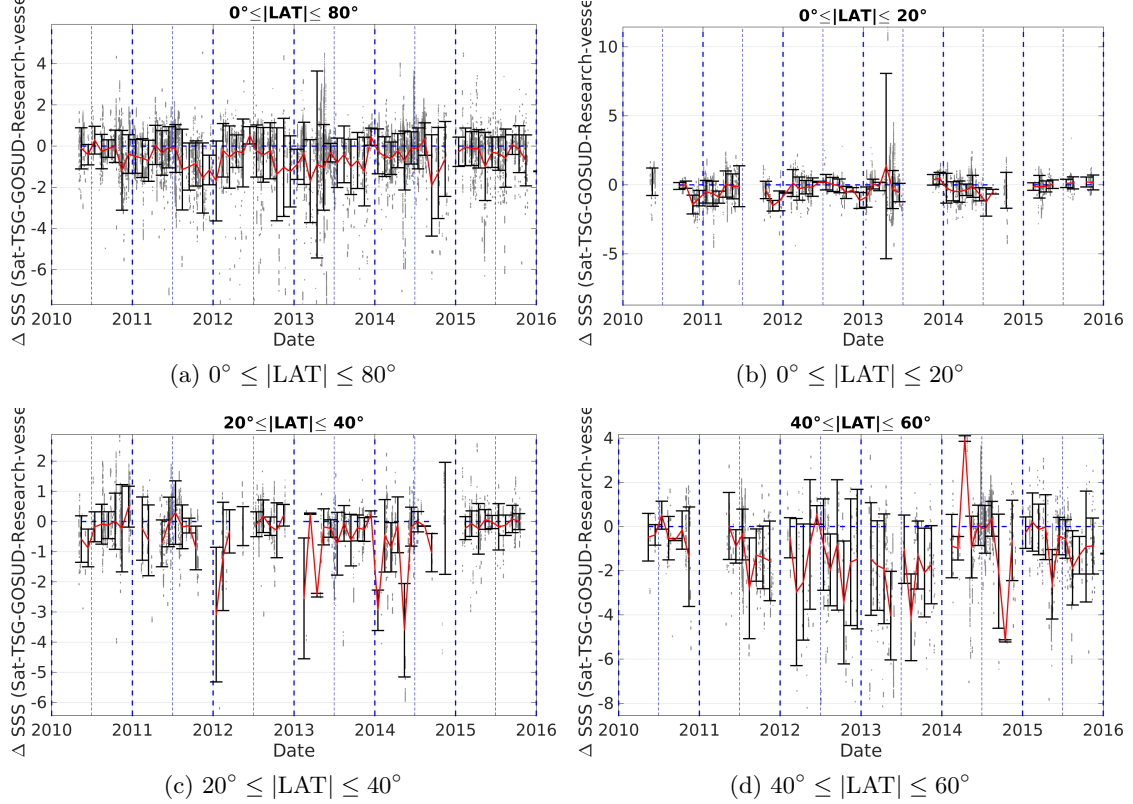 0°≤|LAT|≤ 80°
Δ SSS (Sat-TSG-GOSUD-Research-vesse
4
2
0
-2
-4
-6
2010 2011 2012 2013 2014 2015 2016
Date
(a) 0° ≤ |LAT| ≤ 80°
0°≤|LAT|≤ 20°
Δ SSS (Sat-TSG-GOSUD-Research-vesse
10
5
0
-5
2010 2011 2012 2013 2014 2015 2016
Date
(b) 0° ≤ |LAT| ≤ 20°
20°≤|LAT|≤ 40°
Δ SSS (Sat-TSG-GOSUD-Research-vesse
2
1
0
-1
-2
-3
-4
-5
-6
2010 2011 2012 2013 2014 2015 2016
Date
(c) 20° ≤ |LAT| ≤ 40°
40°≤|LAT|≤ 60°
Δ SSS (Sat-TSG-GOSUD-Research-vesse
4
2
0
-2
-4
-6
-8
2010 2011 2012 2013 2014 2015 2016
Date
(d) 40° ≤ |LAT| ≤ 60°